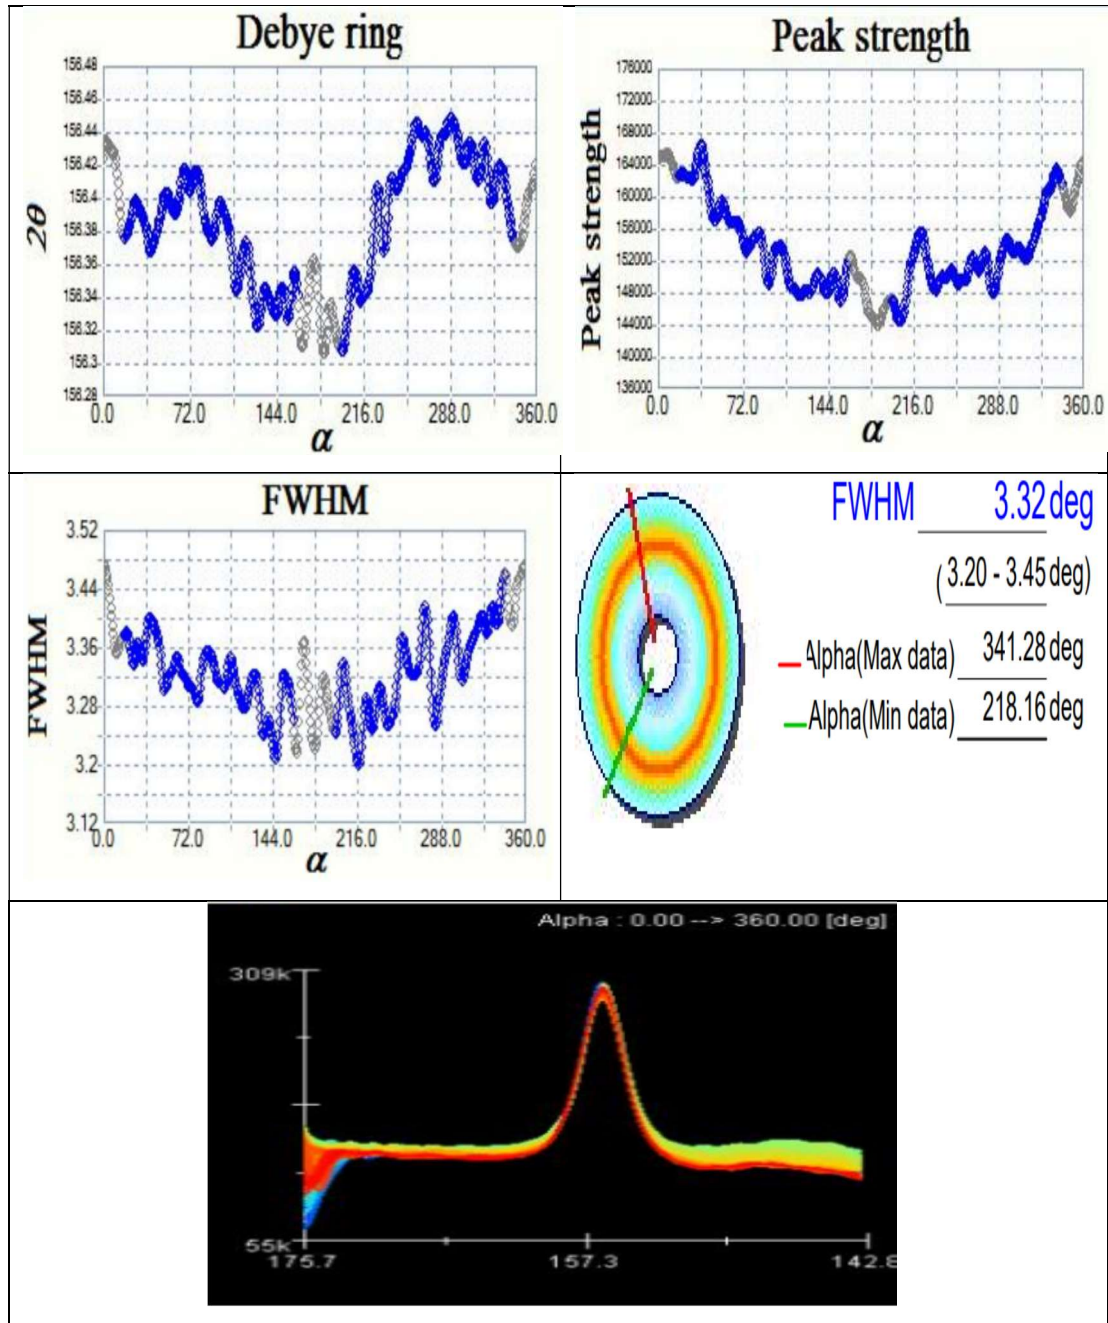 Debye ring
156.48
156.46
156.44
156.42
156.4
156.38
156.36
156.34
156.32
156.3
156.28
2θ
0.0 72.0 144.0 216.0 288.0 360.0
α
Peak strength
176000
172000
168000
164000
160000
156000
152000
148000
144000
140000
136000
Peak strength
0.0 72.0 144.0 216.0 288.0 360.0
α
FWHM
3.52
3.44
3.36
3.28
3.2
3.12
FWHM
0.0 72.0 144.0 216.0 288.0 360.0
α
FWHM 3.32 deg
(3.20 - 3.45 deg)
Alpha(Max data) 341.28 deg
Alpha(Min data) 218.16 deg
Alpha : 0.00 --> 360.00 [deg]
309k
55k
175.7 157.3 142.8